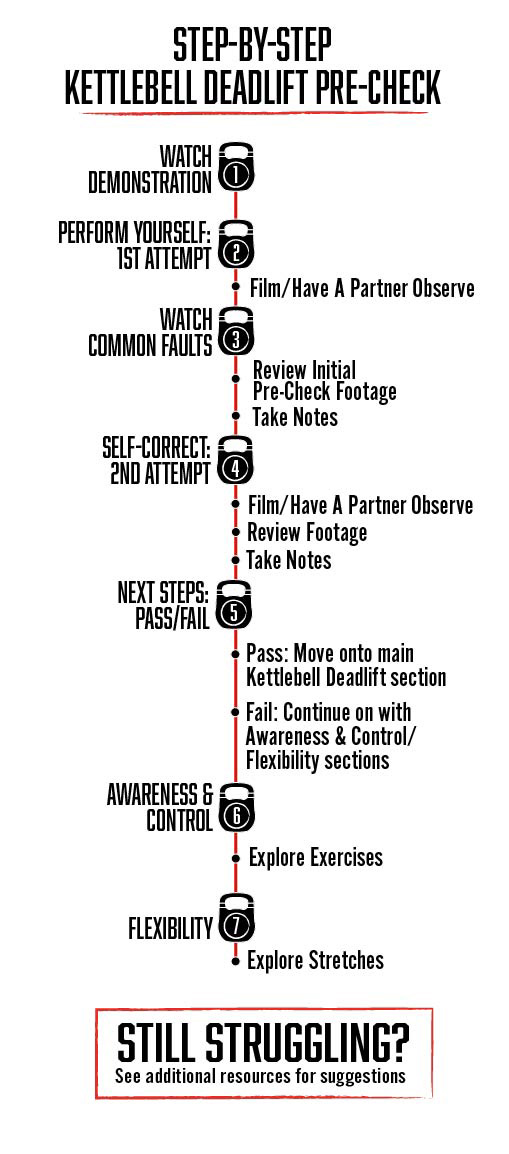 STEP-BY-STEP
KETTLEBELL DEADLIFT PRE-CHECK
WATCH
DEMONSTRATION
1
PERFORM YOURSELF:
1ST ATTEMPT
2
Film/Have A Partner Observe
WATCH
COMMON FAULTS
3
Review Initial
Pre-Check Footage
Take Notes
SELF-CORRECT:
2ND ATTEMPT
4
Film/Have A Partner Observe
Review Footage
Take Notes
NEXT STEPS:
PASS/FAIL
5
Pass: Move onto main
Kettlebell Deadlift section
Fail: Continue on with
Awareness & Control/
Flexibility sections
AWARENESS &
CONTROL
6
Explore Exercises
FLEXIBILITY
7
Explore Stretches
STILL STRUGGLING?
See additional resources for suggestions